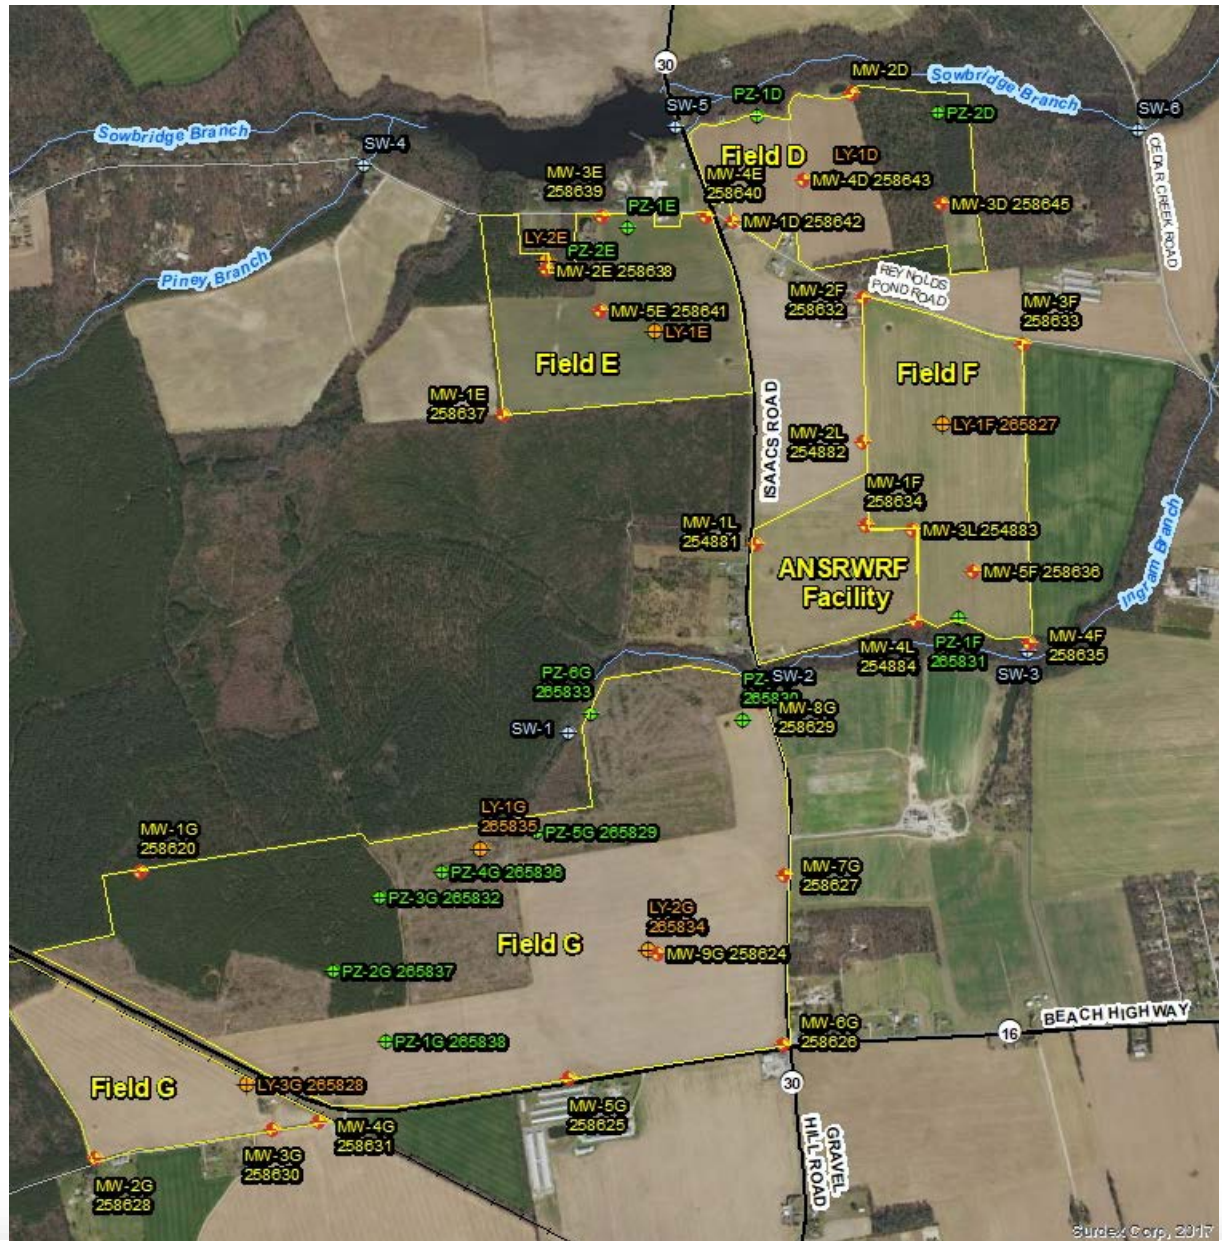 30
MW-2D
Sowbridge Branch
PZ-1D
SW-5
PZ-2D
SW-6
Sowbridge Branch
SW-4
CEDAR CREEK ROAD
Field D
LY-1D
MW-3E
258639
MW-4E
258640
MW-4D 258643
PZ-1E
MW-3D 258645
MW-1D 258642
LY-2E
PZ-2E
MW-2E 258638
Piney Branch
REYNOLDS
POND ROAD
MW-2F
258632
MW-3F
258633
MW-5E 258641
LY-1E
Field E
Field F
MW-1E
258637
ISAACS ROAD
LY-1F 265827
MW-2L
254882
MW-1F
258634
MW-1L
254881
MW-3L 254883
ANSRWRF
Facility
MW-5F 258636
Ingram Branch
MW-4L
254884
PZ-1F
265831
MW-4F
258635
SW-3
PZ-6G
265833
SW-2
PZ-
265830
MW-8G
258629
SW-1
LY-1G
265835
PZ-5G 265829
MW-1G
258620
PZ-4G 265836
MW-7G
258627
PZ-3G 265832
LY-2G
265834
Field G
MW-9G 258624
PZ-2G 265837
MW-6G
258626
BEACH HIGHWAY
16
PZ-1G 265838
Field G
LY-3G 265828
30
MW-5G
258625
MW-4G
258631
MW-3G
258630
GRAVEL
HILL ROAD
MW-2G
258628
Surdex Corp, 2017